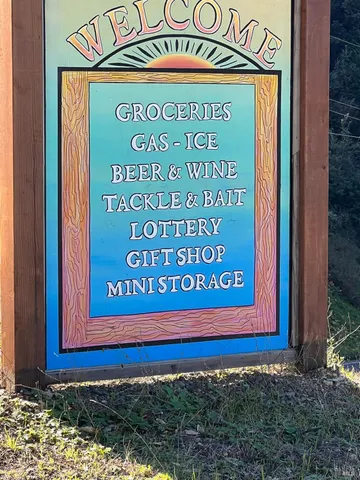 WELCOME
GROCERIES
GAS - ICE
BEER & WINE
TACKLE & BAIT
LOTTERY
GIFT SHOP
MINI STORAGE